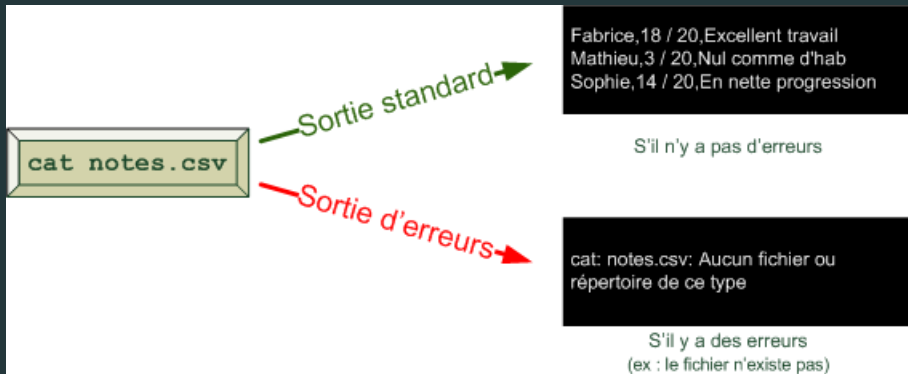 cat notes.csv
Sortie standard
Fabrice,18 / 20,Excellent travail
Mathieu,3 / 20,Nul comme d'hab
Sophie,14 / 20,En nette progression
S'il n'y a pas d'erreurs
Sortie d'erreurs
cat: notes.csv: Aucun fichier ou
répertoire de ce type
S'il y a des erreurs
(ex : le fichier n'existe pas)